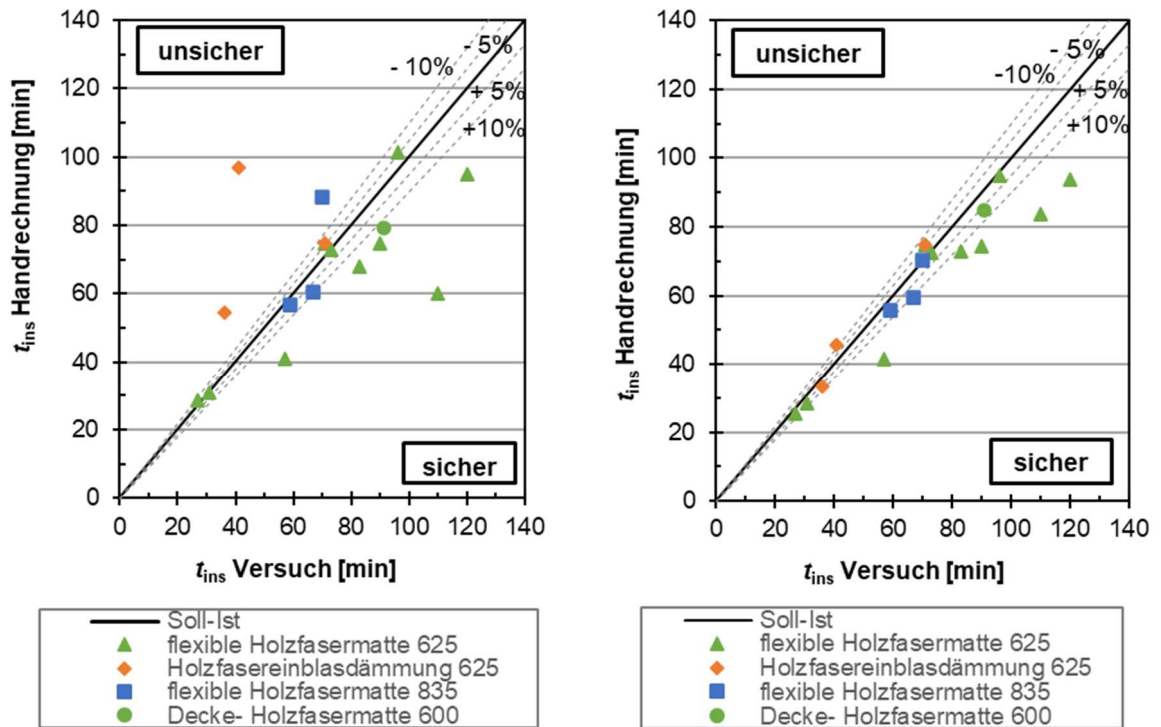 unsicher
- 5%
- 10%
+ 5%
+10%
sicher
140
120
100
80
60
40
20
0
0 20 40 60 80 100 120 140
t_ins Handrechnung [min]
t_ins Versuch [min]
Soll-Ist
flexible Holzfasermatte 625
Holzfasereinblasdämmung 625
flexible Holzfasermatte 835
Decke- Holzfasermatte 600
unsicher
- 5%
-10%
+ 5%
+10%
sicher
140
120
100
80
60
40
20
0
0 20 40 60 80 100 120 140
t_ins Handrechnung [min]
t_ins Versuch [min]
Soll-Ist
flexible Holzfasermatte 625
Holzfasereinblasdämmung 625
flexible Holzfasermatte 835
Decke- Holzfasermatte 600